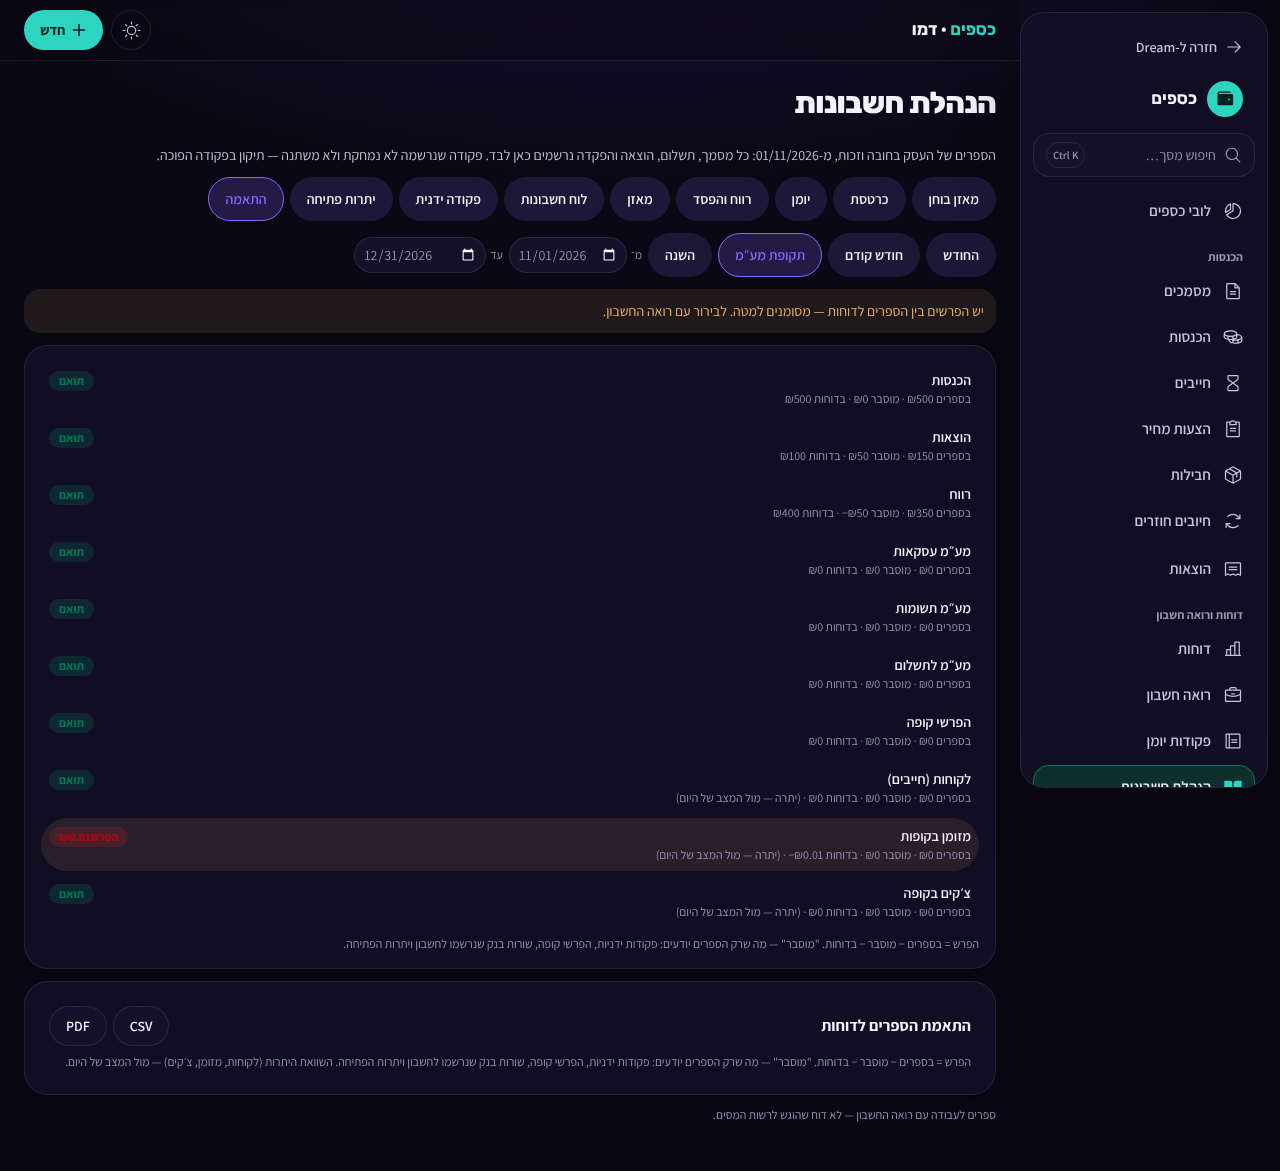 חזרה ל-Dream
כספים
חיפוש מסך…
Ctrl K
לובי כספים
הכנסות
מסמכים
הכנסות
חייבים
הצעות מחיר
חבילות
חיובים חוזרים
הוצאות
דוחות ורואה חשבון
דוחות
רואה חשבון
פקודות יומן
הנהלת חשבונות
כספים • דמו
חדש
הנהלת חשבונות
הספרים של העסק בחובה וזכות, מ-01/11/2026: כל מסמך, תשלום, הוצאה והפקדה נרשמים כאן לבד. פקודה שנרשמה לא נמחקת ולא משתנה — תיקון בפקודה הפוכה.
מאזן בוחן
כרטסת
יומן
רווח והפסד
מאזן
לוח חשבונות
פקודה ידנית
יתרות פתיחה
התאמה
החודש
חודש קודם
תקופת מע״מ
השנה
מ־
11/01/2026
עד
12/31/2026
יש הפרשים בין הספרים לדוחות — מסומנים למטה. לבירור עם רואה החשבון.
הכנסות
תואם
בספרים ₪500 · מוסבר ₪0 · בדוחות ₪500
הוצאות
תואם
בספרים ₪150 · מוסבר ₪50 · בדוחות ₪100
רווח
תואם
בספרים ₪350 · מוסבר ₪50− · בדוחות ₪400
מע״מ עסקאות
תואם
בספרים ₪0 · מוסבר ₪0 · בדוחות ₪0
מע״מ תשומות
תואם
בספרים ₪0 · מוסבר ₪0 · בדוחות ₪0
מע״מ לתשלום
תואם
בספרים ₪0 · מוסבר ₪0 · בדוחות ₪0
הפרשי קופה
תואם
בספרים ₪0 · מוסבר ₪0 · בדוחות ₪0
לקוחות (חייבים)
תואם
בספרים ₪0 · מוסבר ₪0 · בדוחות ₪0 · (יתרה — מול המצב של היום)
מזומן בקופות
הפרש₪0.01
בספרים ₪0 · מוסבר ₪0 · בדוחות ₪0.01− · (יתרה — מול המצב של היום)
צ׳קים בקופה
תואם
בספרים ₪0 · מוסבר ₪0 · בדוחות ₪0 · (יתרה — מול המצב של היום)
הפרש = בספרים − מוסבר − בדוחות. "מוסבר" — מה שרק הספרים יודעים: פקודות ידניות, הפרשי קופה, שורות בנק שנרשמו לחשבון ויתרות הפתיחה.
התאמת הספרים לדוחות
CSV
PDF
הפרש = בספרים − מוסבר − בדוחות. "מוסבר" — מה שרק הספרים יודעים: פקודות ידניות, הפרשי קופה, שורות בנק שנרשמו לחשבון ויתרות הפתיחה. השוואת היתרות (לקוחות, מזומן, צ׳קים) — מול המצב של היום.
ספרים לעבודה עם רואה החשבון — לא דוח שהוגש לרשות המסים.